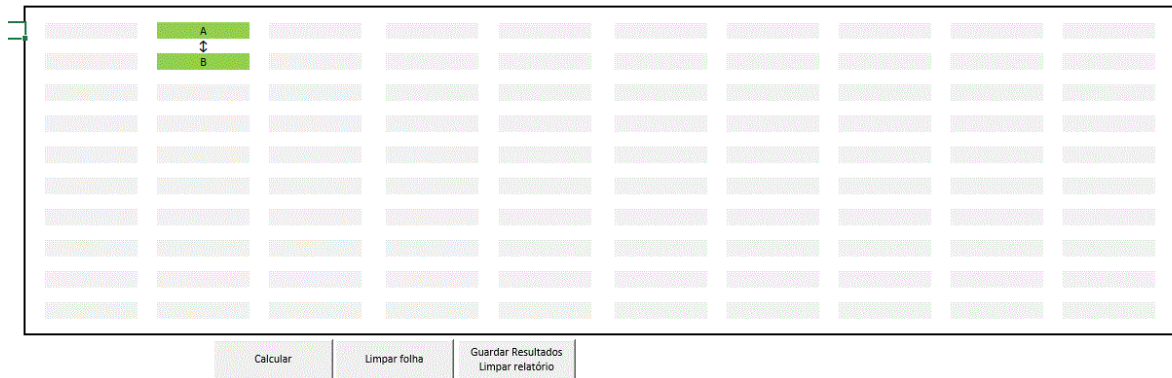 A
↕
B
Calcular
Limpar folha
Guardar Resultados
Limpar relatório